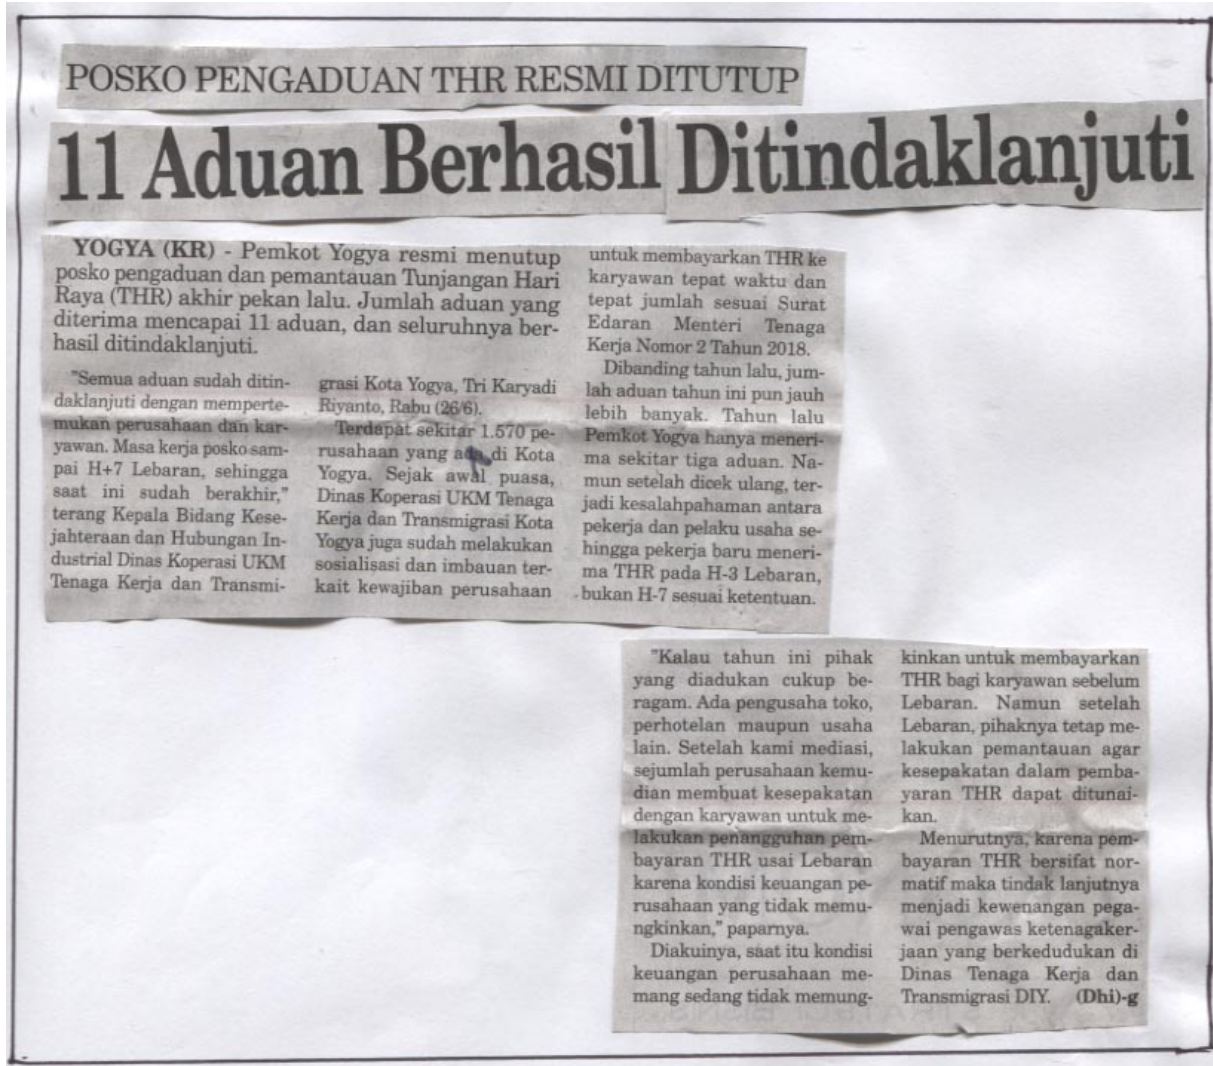 POSKO PENGADUAN THR RESMI DITUTUP
11 Aduan Berhasil Ditindaklanjuti
YOGYA (KR) - Pemkot Yogya resmi menutup
posko pengaduan dan pemantauan Tunjangan Hari
Raya (THR) akhir pekan lalu. Jumlah aduan yang
diterima mencapai 11 aduan, dan seluruhnya ber-
hasil ditindaklanjuti.
"Semua aduan sudah ditin-
daklanjuti dengan memperte-
mukan perusahaan dan kar-
yawan. Masa kerja posko sam-
pai H+7 Lebaran, sehingga
saat ini sudah berakhir,"
terang Kepala Bidang Kese-
jahteraan dan Hubungan In-
dustrial Dinas Koperasi UKM
Tenaga Kerja dan Transmi-
grasi Kota Yogya, Tri Karyadi
Riyanto, Rabu (26/6).
Terdapat sekitar 1.570 pe-
rusahaan yang ada di Kota
Yogya. Sejak awal puasa,
Dinas Koperasi UKM Tenaga
Kerja dan Transmigrasi Kota
Yogya juga sudah melakukan
sosialisasi dan imbauan ter-
kait kewajiban perusahaan
untuk membayarkan THR ke
karyawan tepat waktu dan
tepat jumlah sesuai Surat
Edaran Menteri Tenaga
Kerja Nomor 2 Tahun 2018.
Dibanding tahun lalu, jum-
lah aduan tahun ini pun jauh
lebih banyak. Tahun lalu
Pemkot Yogya hanya meneri-
ma sekitar tiga aduan. Na-
mun setelah dicek ulang, ter-
jadi kesalahpahaman antara
pekerja dan pelaku usaha se-
hingga pekerja baru meneri-
ma THR pada H-3 Lebaran,
bukan H-7 sesuai ketentuan.
"Kalau tahun ini pihak
yang diadukan cukup be-
ragam. Ada pengusaha toko,
perhotelan maupun usaha
lain. Setelah kami mediasi,
sejumlah perusahaan kemu-
dian membuat kesepakatan
dengan karyawan untuk me-
lakukan penangguhan pem-
bayaran THR usai Lebaran
karena kondisi keuangan pe-
rusahaan yang tidak memu-
ngkinkan," paparnya.
Diakuinya, saat itu kondisi
keuangan perusahaan me-
mang sedang tidak memung-
kinkan untuk membayarkan
THR bagi karyawan sebelum
Lebaran. Namun setelah
Lebaran, pihaknya tetap me-
lakukan pemantauan agar
kesepakatan dalam pemba-
yaran THR dapat ditunai-
kan.
Menurutnya, karena pem-
bayaran THR bersifat nor-
matif maka tindak lanjutnya
menjadi kewenangan pega-
wai pengawas ketenagaker-
jaan yang berkedudukan di
Dinas Tenaga Kerja dan
Transmigrasi DIY. (Dhi)-g